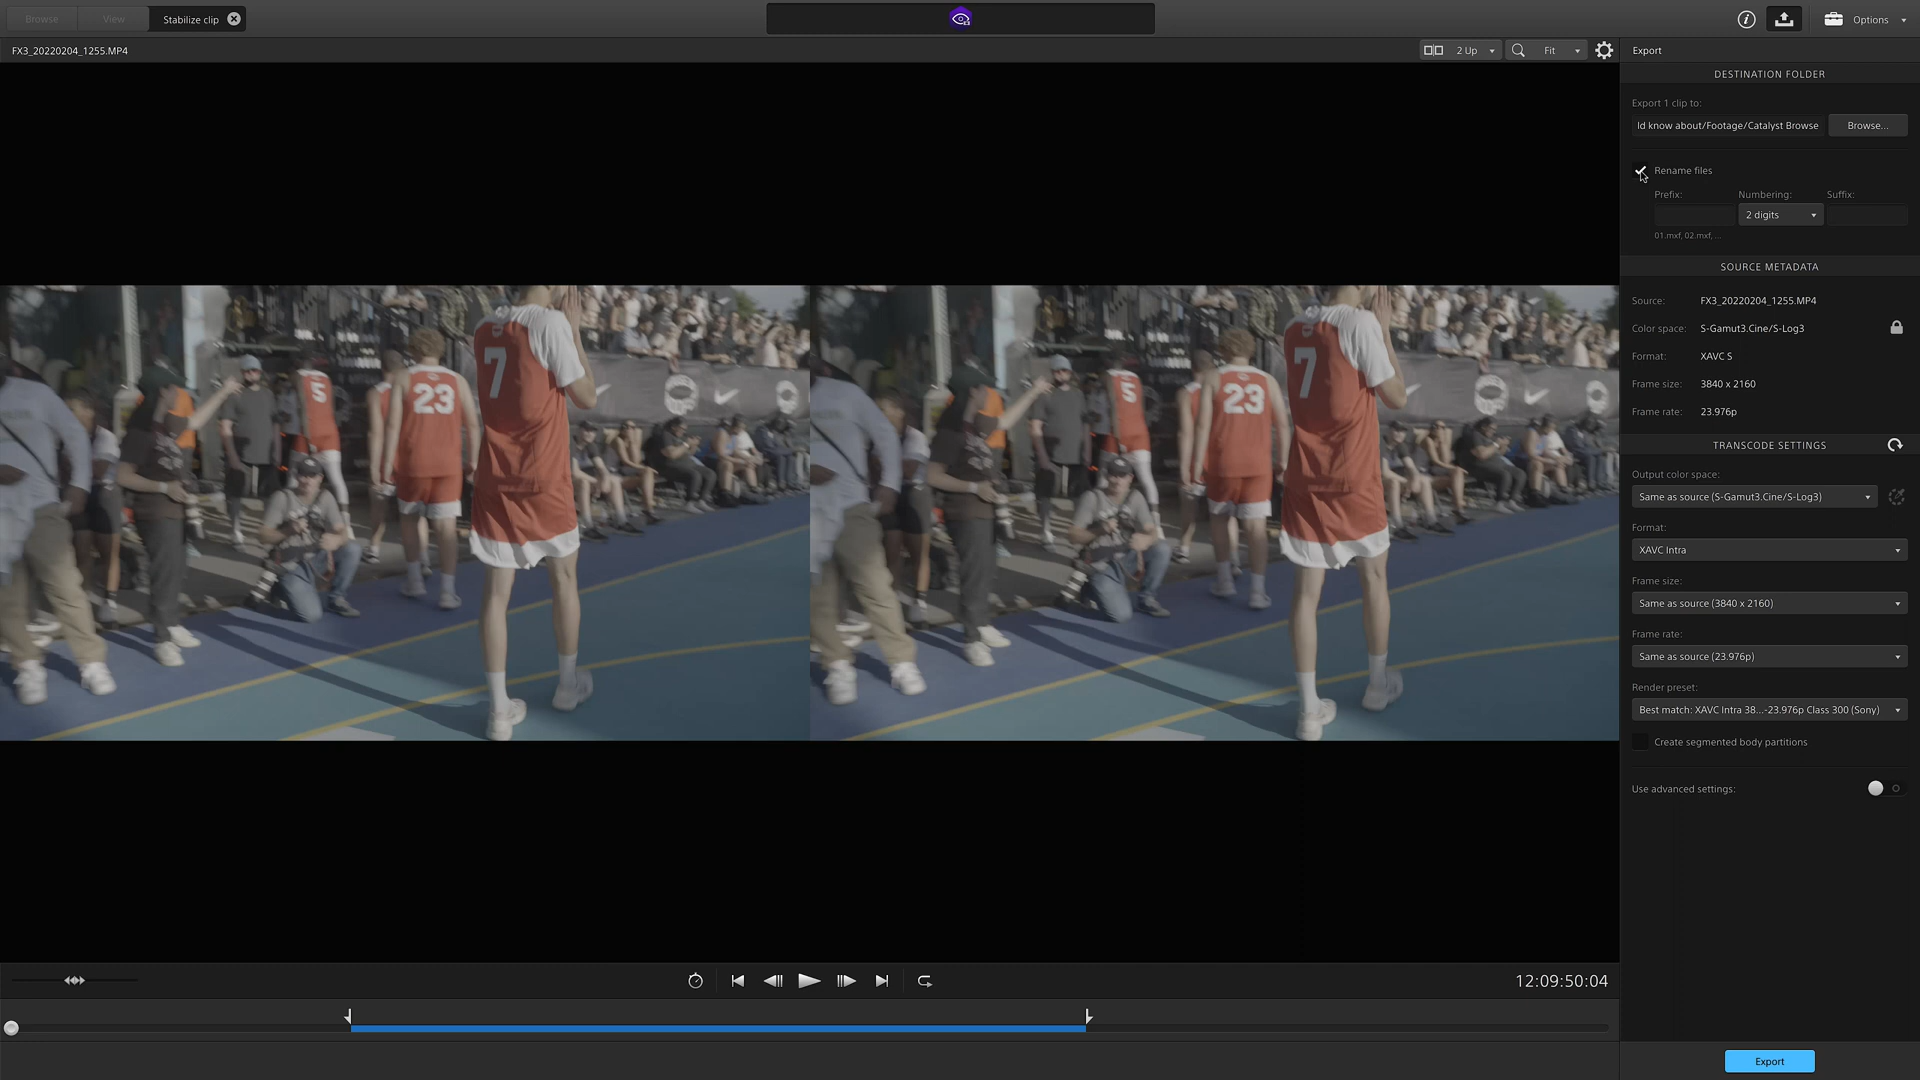 Browse
View
Stabilize clip
Options
FX3_20220204_1255.MP4
2 Up
Fit
Export
DESTINATION FOLDER
Export 1 clip to:
ld know about/Footage/Catalyst Browse
Browse...
Rename files
Prefix:
Numbering:
Suffix:
2 digits
01.mxf, 02.mxf, ...
SOURCE METADATA
Source: FX3_20220204_1255.MP4
Color space: S-Gamut3.Cine/S-Log3
Format: XAVC S
Frame size: 3840 x 2160
Frame rate: 23.976p
TRANSCODE SETTINGS
Output color space:
Same as source (S-Gamut3.Cine/S-Log3)
Format:
XAVC Intra
Frame size:
Same as source (3840 x 2160)
Frame rate:
Same as source (23.976p)
Render preset:
Best match: XAVC Intra 38...-23.976p Class 300 (Sony)
Create segmented body partitions
Use advanced settings:
7
5
23
7
5
23
12:09:50:04
Export